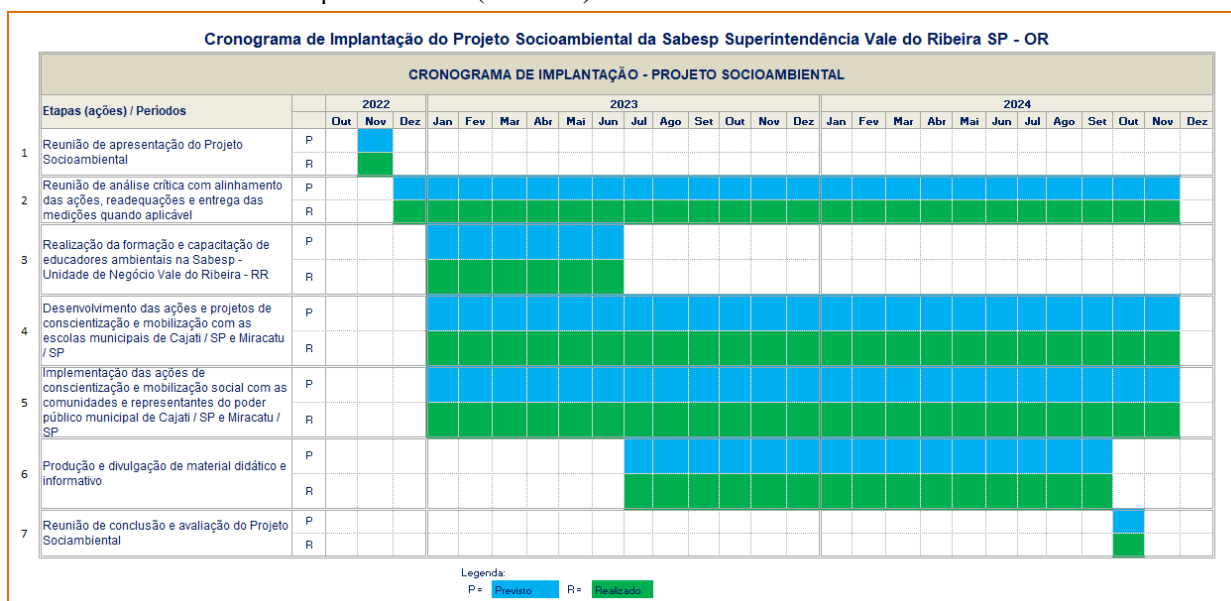 Cronograma de Implantação do Projeto Socioambiental da Sabesp Superintendência Vale do Ribeira SP - OR
CRONOGRAMA DE IMPLANTAÇÃO - PROJETO SOCIOAMBIENTAL
Etapas (ações) / Periodos
2022 2023 2024
Out Nov Dez Jan Fev Mar Abr Mai Jun Jul Ago Set Out Nov Dez Jan Fev Mar Abr Mai Jun Jul Ago Set Out Nov Dez
1
Reunião de apresentação do Projeto
Socioambiental
P
R
2
Reunião de análise crítica com alinhamento
das ações, readequações e entrega das
medições quando aplicável
P
R
3
Realização da formação e capacitação de
educadores ambientais na Sabesp -
Unidade de Negócio Vale do Ribeira - RR
P
R
4
Desenvolvimento das ações e projetos de
conscientização e mobilização com as
escolas municipais de Cajati / SP e Miracatu
/ SP
P
R
5
Implementação das ações de
conscientização e mobilização social com as
comunidades e representantes do poder
público municipal de Cajati / SP e Miracatu /
SP
P
R
6
Produção e divulgação de material didático e
informativo
P
R
7
Reunião de conclusão e avaliação do Projeto
Sociambiental
P
R
Legenda:
P = Previsto R = Realizado